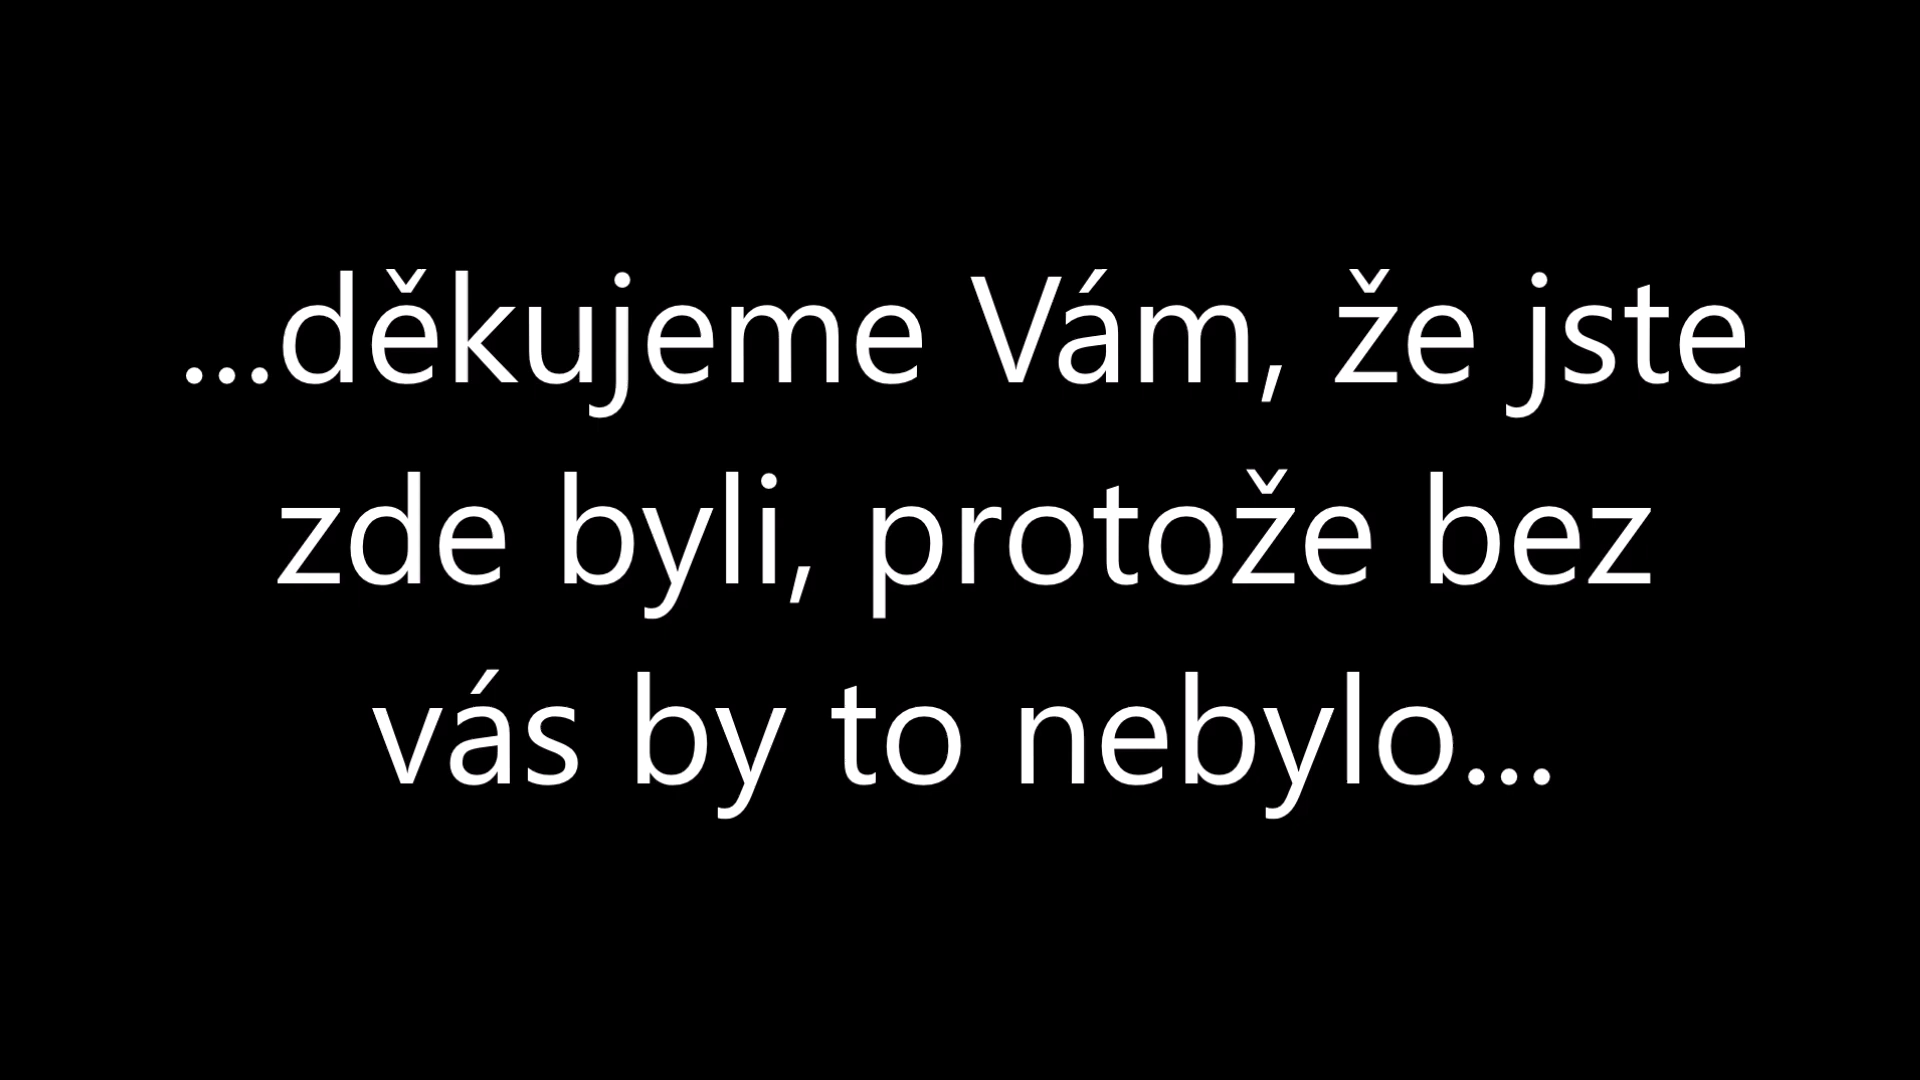 ...děkujeme Vám, že jste
zde byli, protože bez
vás by to nebylo...